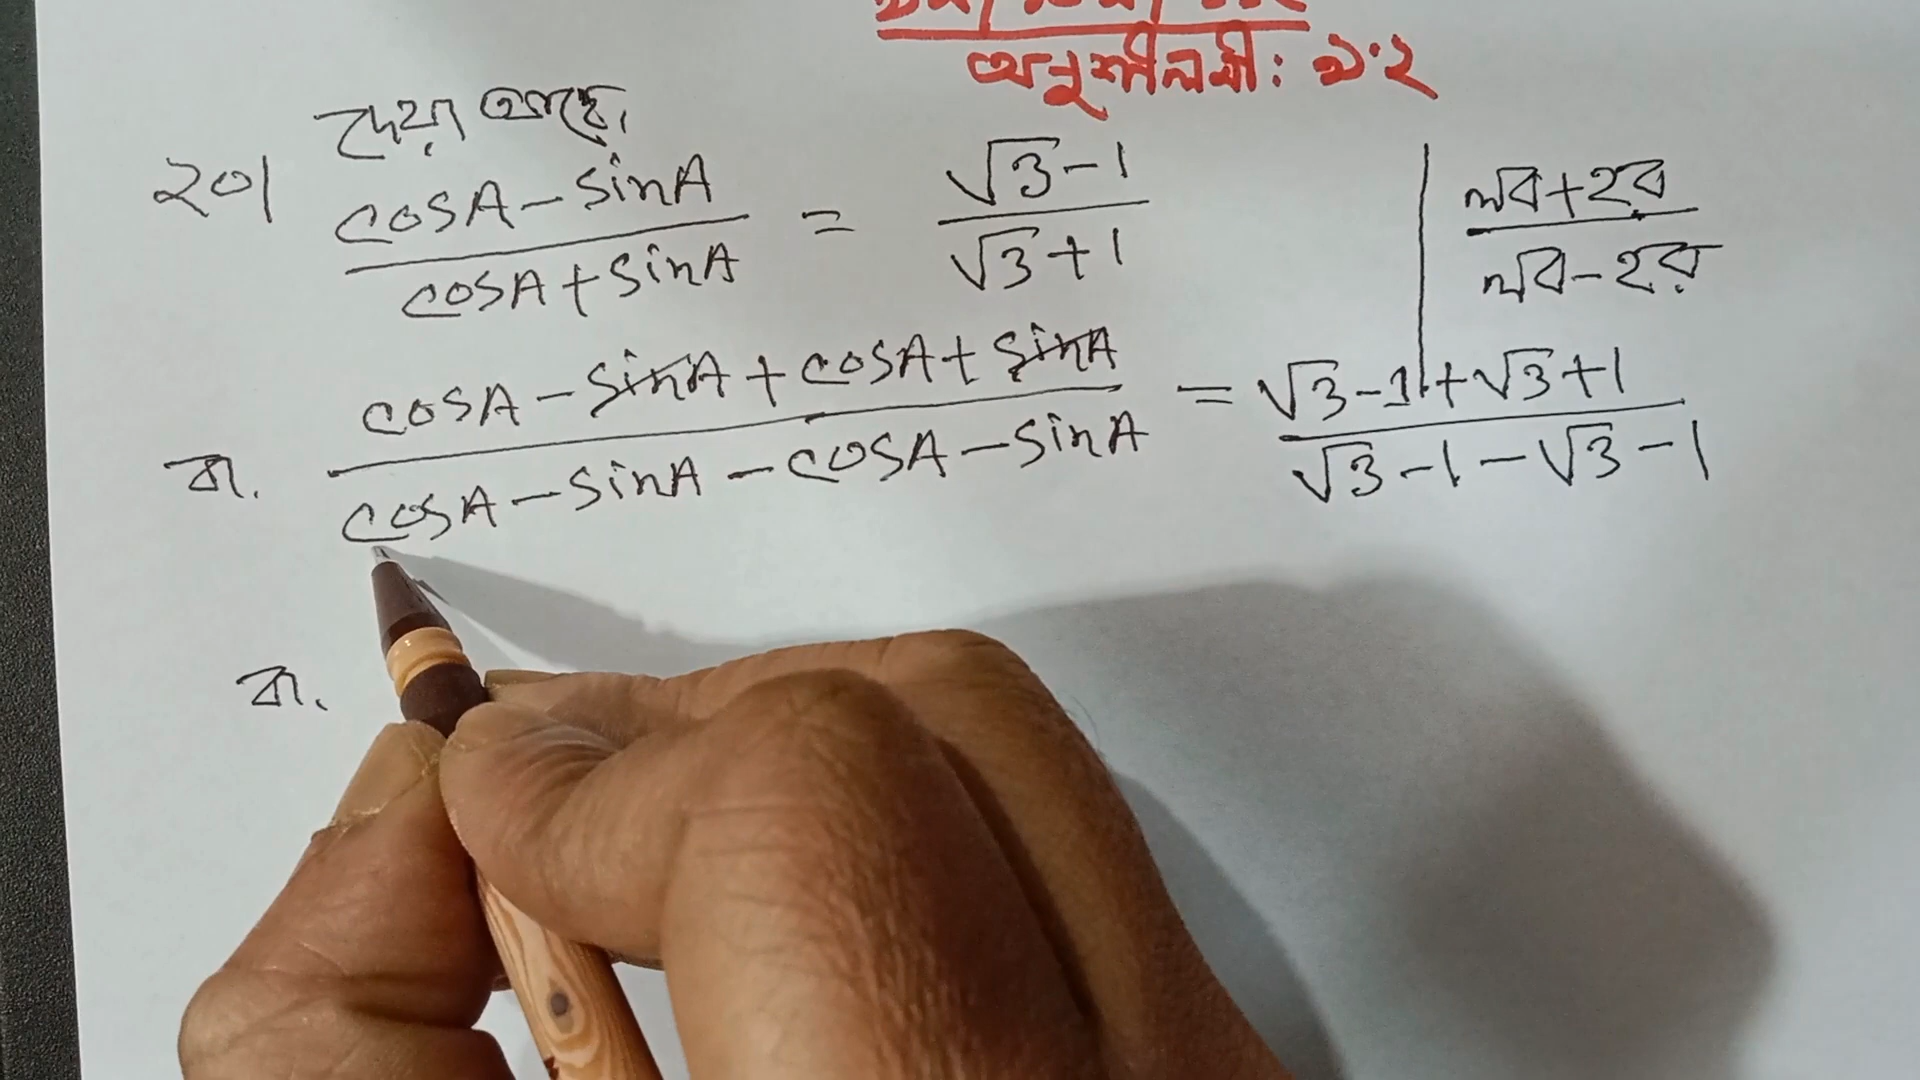 অনুশীলনী: ৯.২
দেয়া আছে,
২০| cosA - sinA / cosA + sinA = √3 - 1 / √3 + 1
লব + হর / লব - হর
বা. cosA - sinA + cosA + sinA / cosA - sinA - cosA - sinA = √3 - 1 + √3 + 1 / √3 - 1 - √3 - 1
বা.